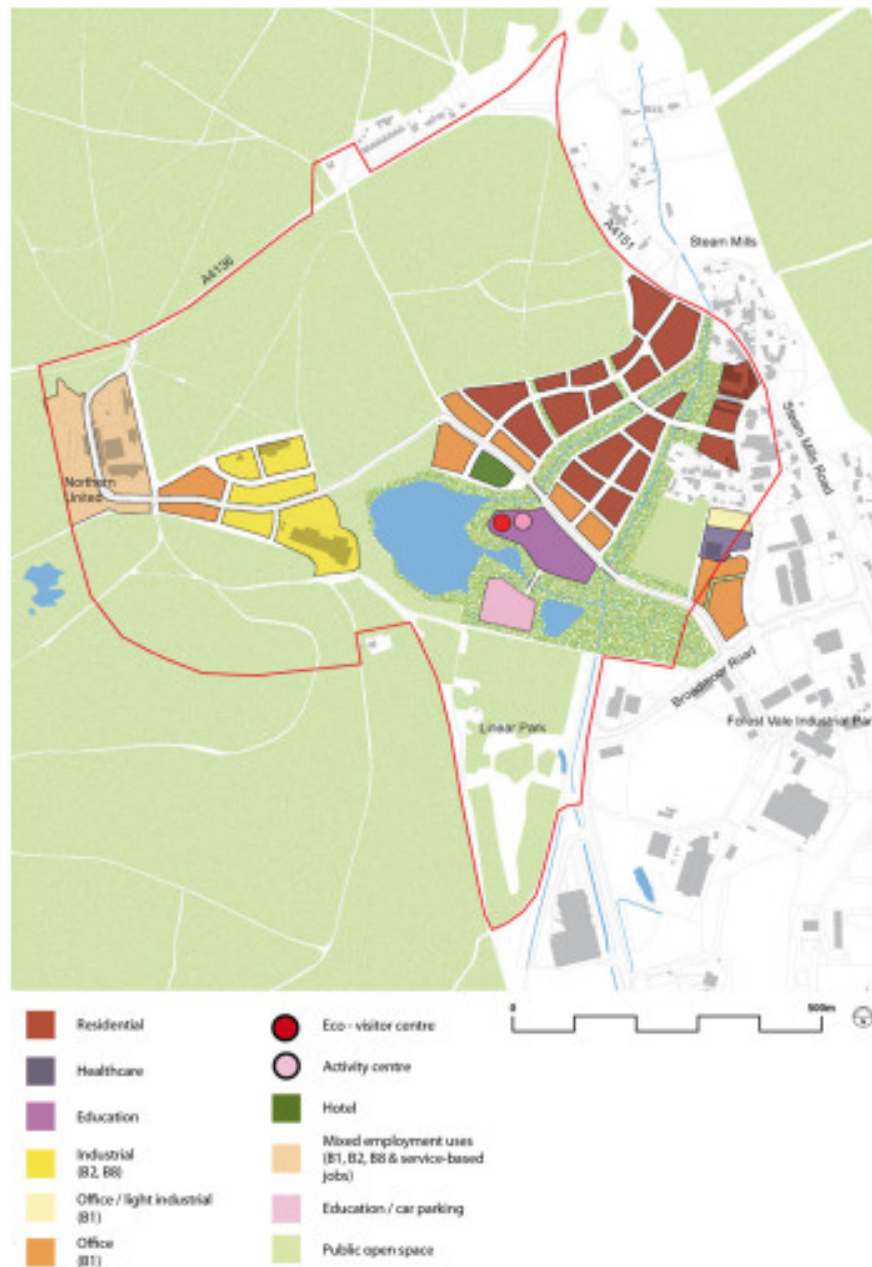 A4136
A4151
Steam Mills
Steam Mills Road
Northern
United
Broadmoor Road
Forest Vale Industrial Par
Linear Park
0
500m
N
Residential
Healthcare
Education
Industrial
(B2, B8)
Office / light industrial
(B1)
Office
(B1)
Eco - visitor centre
Activity centre
Hotel
Mixed employment uses
(B1, B2, B8 & service-based
jobs)
Education / car parking
Public open space